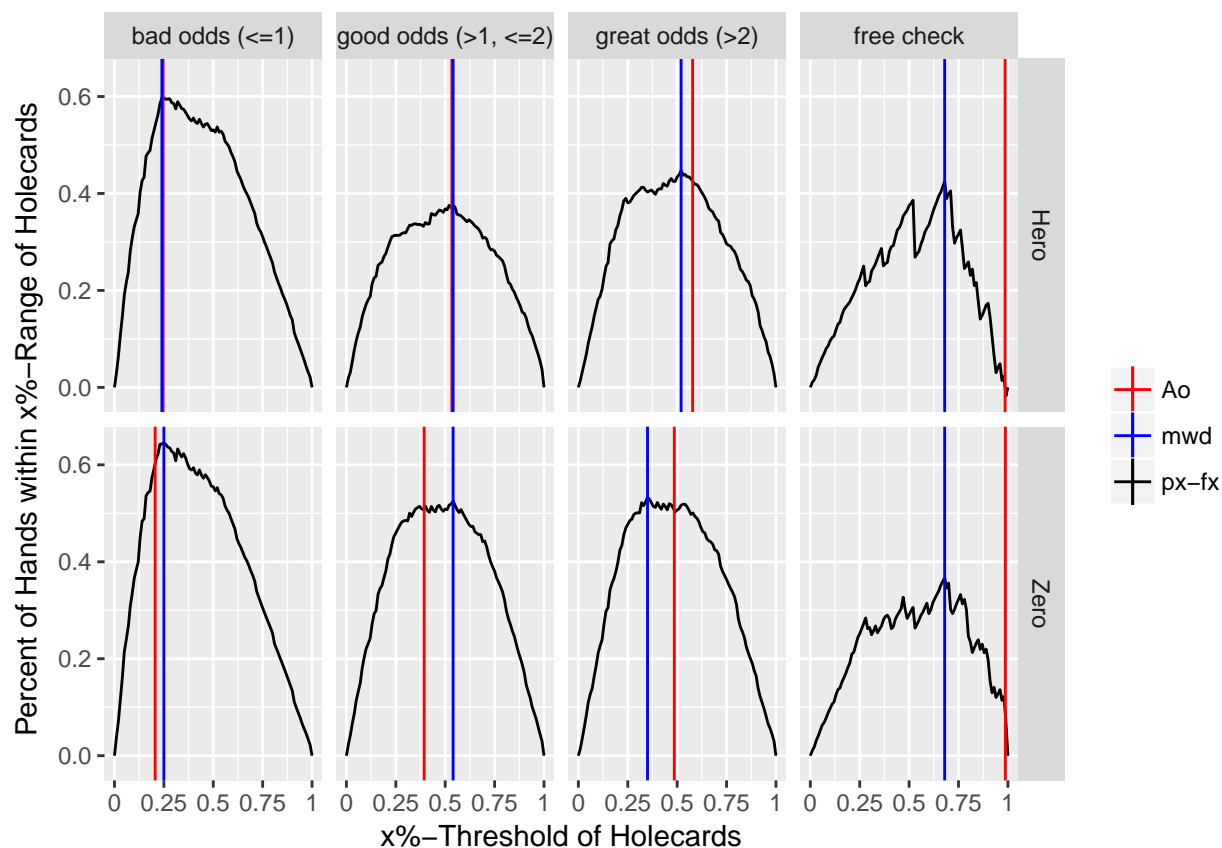 bad odds (<=1)
good odds (>1, <=2)
great odds (>2)
free check
Percent of Hands within x%−Range of Holecards
0.6
0.4
0.2
0.0
Hero
0.6
0.4
0.2
0.0
Zero
0 0.25 0.5 0.75 1
0 0.25 0.5 0.75 1
0 0.25 0.5 0.75 1
0 0.25 0.5 0.75 1
x%−Threshold of Holecards
Ao
mwd
px−fx